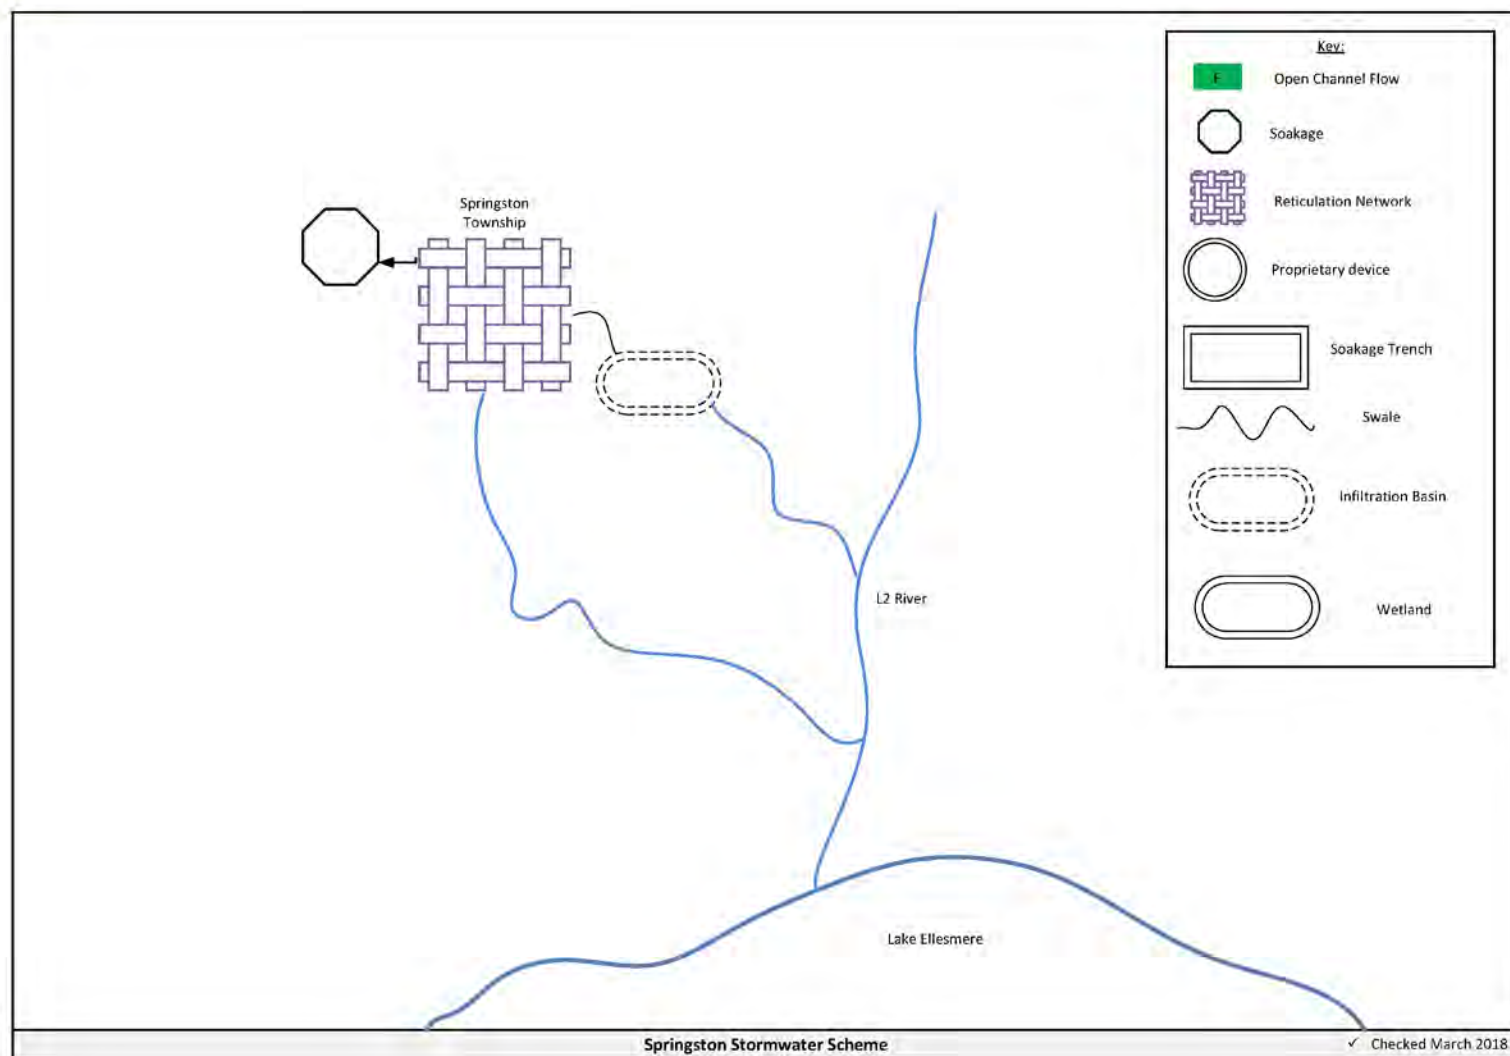 Key:
F
Open Channel Flow
Soakage
Reticulation Network
Proprietary device
Soakage Trench
Swale
Infiltration Basin
Wetland
Springston
Township
L2 River
Lake Ellesmere
Springston Stormwater Scheme
✓ Checked March 2018